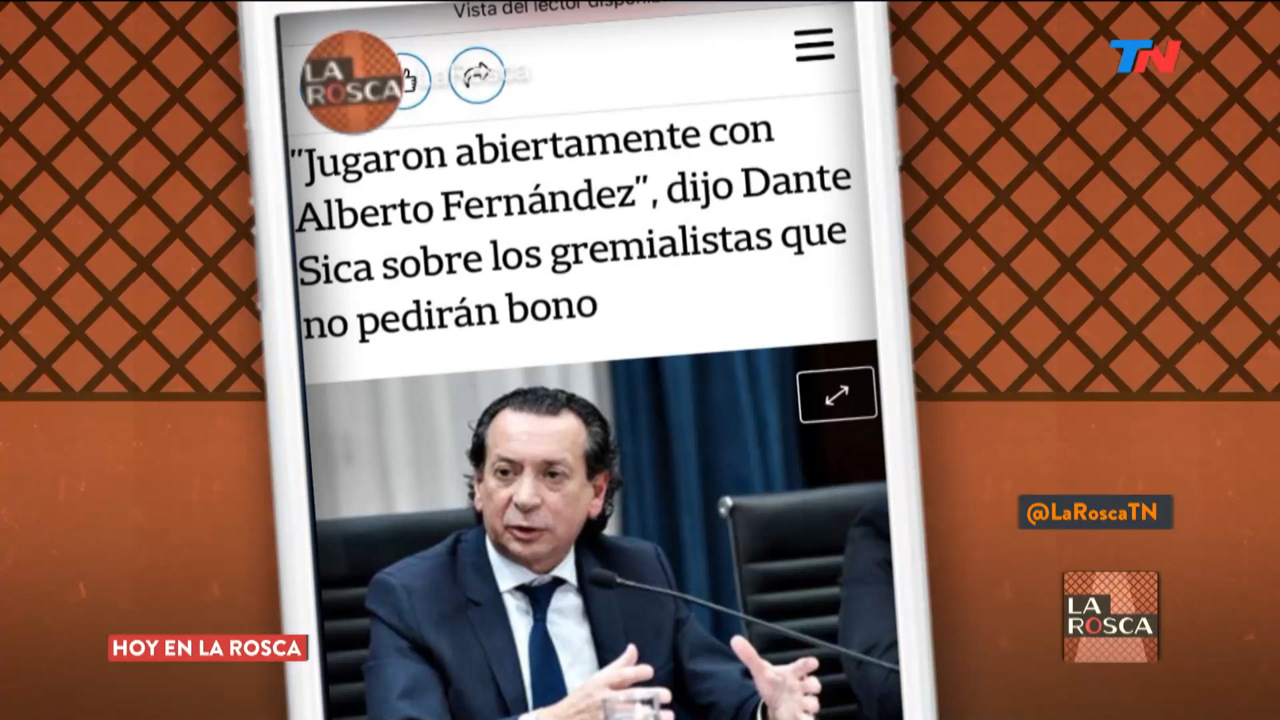 Vista del lector
TN
LA
ROSCA
LaRosca
"Jugaron abiertamente con
Alberto Fernández", dijo Dante
Sica sobre los gremialistas que
no pedirán bono
@LaRoscaTN
LA
ROSCA
HOY EN LA ROSCA